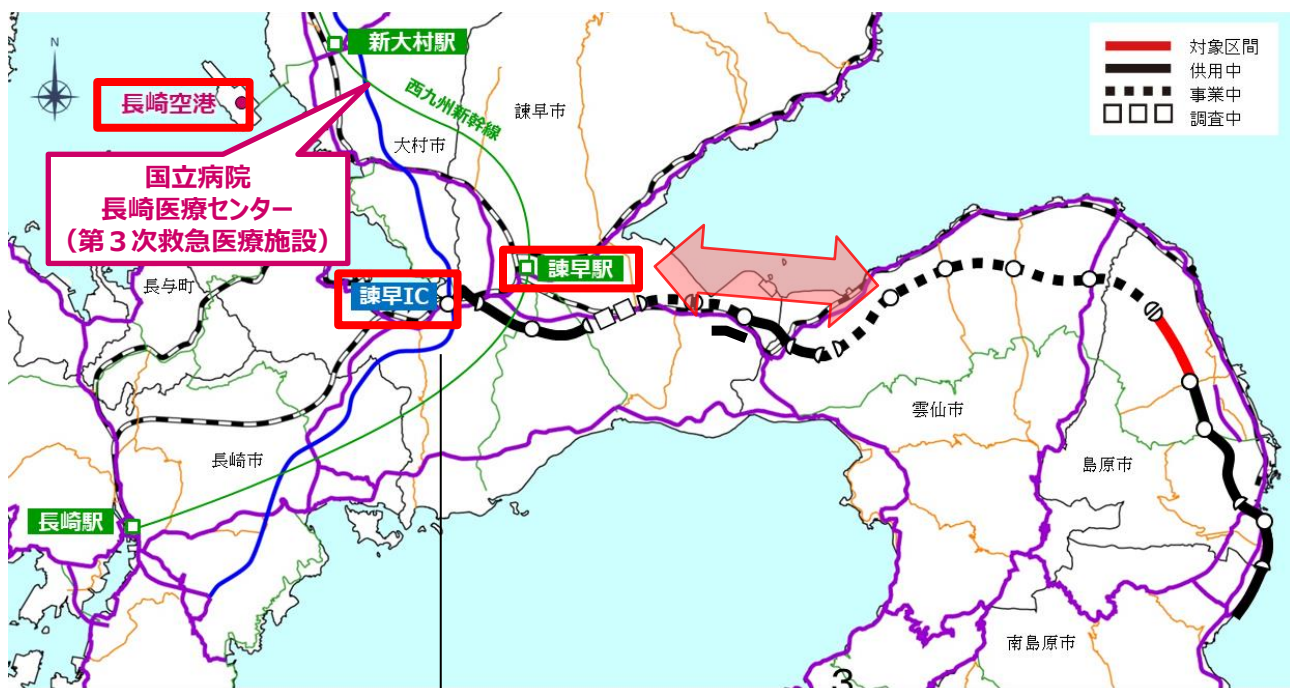 N
新大村駅
長崎空港
西九州新幹線
諫早市
大村市
国立病院
長崎医療センター
（第３次救急医療施設）
対象区間
供用中
事業中
調査中
長与町
諫早IC
諫早駅
長崎市
長崎駅
雲仙市
島原市
南島原市
3